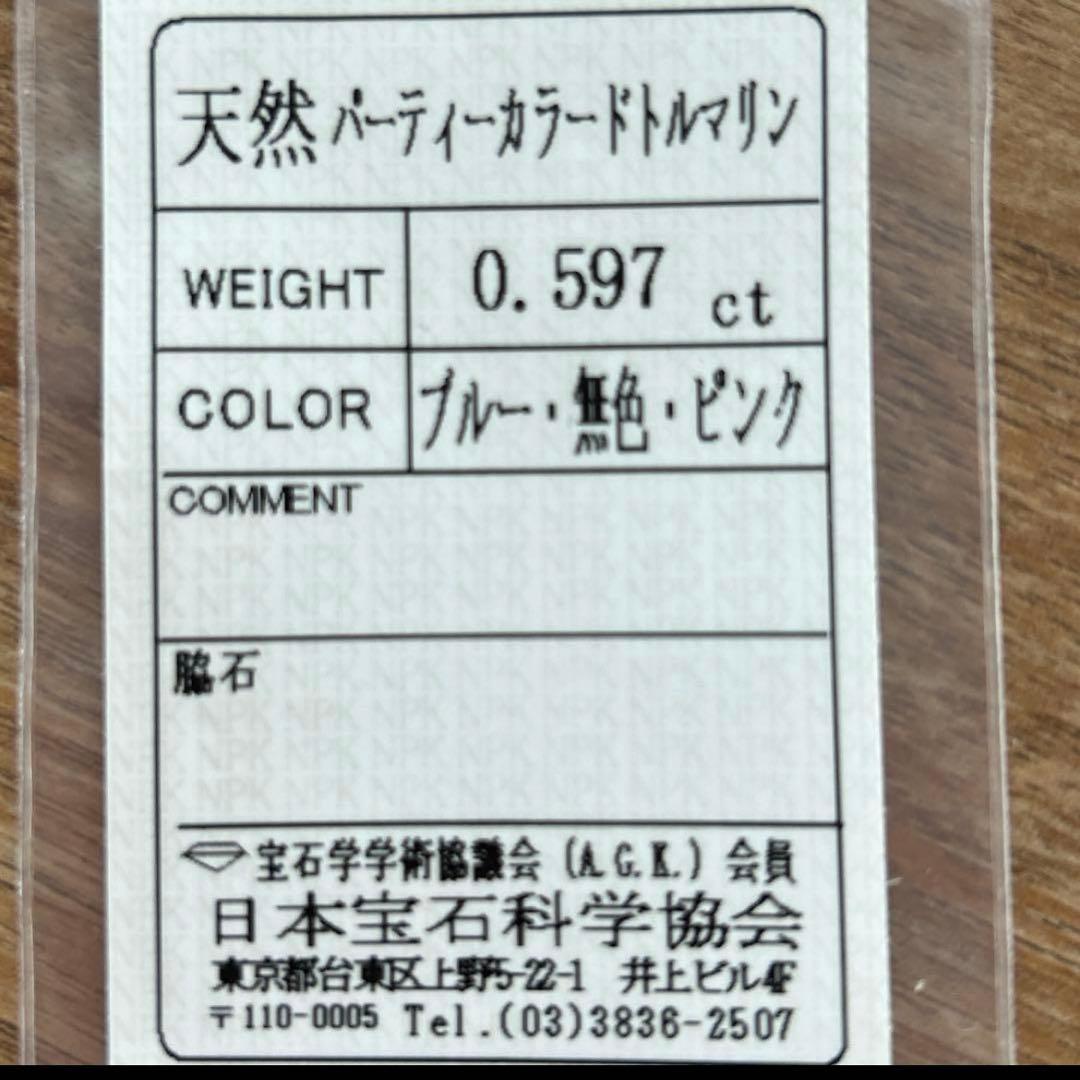 天然パーティーカラードトルマリン
WEIGHT 0.597 ct
COLOR ブルー・無色・ピンク
COMMENT
脇石
宝石学学術協議会 (A.G.K.) 会員
日本宝石科学協会
東京都台東区上野5-22-1 井上ビル4F
〒110-0005 Tel.(03)3836-2507